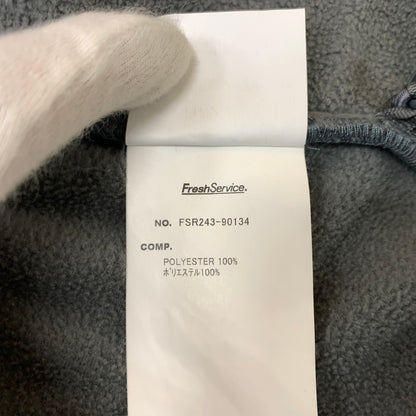 FreshService.
NO. FSR243-90134
COMP.
POLYESTER 100%
ポリエステル100%